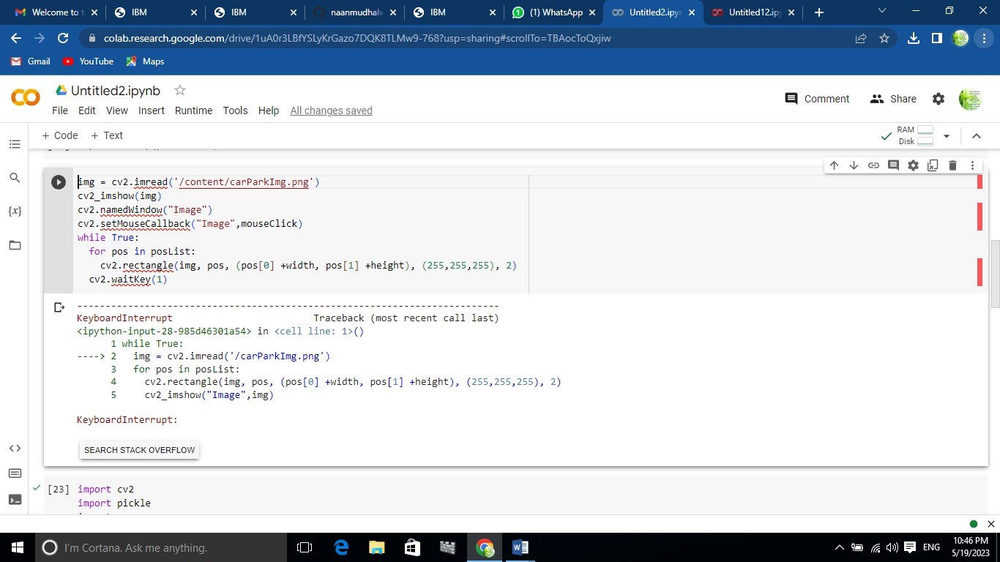 Welcome to t
IBM
IBM
naanmudhalv
IBM
(1) WhatsApp
Untitled2.ipyn
Untitled12.ip
colab.research.google.com/drive/1uA0r3LBfYSLyKrGazo7DQK8TLMw9-768?usp=sharing#scrollTo=TBAocToQxjiw
Gmail YouTube Maps
Untitled2.ipynb
Comment Share
File Edit View Insert Runtime Tools Help All changes saved
+ Code + Text
RAM
Disk
img = cv2.imread('/content/carParkImg.png')
cv2_imshow(img)
cv2.namedWindow("Image")
cv2.setMouseCallback("Image",mouseClick)
while True:
for pos in posList:
cv2.rectangle(img, pos, (pos[0] +width, pos[1] +height), (255,255,255), 2)
cv2.waitKey(1)
{x}
---------------------------------------------------------------------------
KeyboardInterrupt Traceback (most recent call last)
<ipython-input-28-985d46301a54> in <cell line: 1>()
1 while True:
----> 2 img = cv2.imread('/carParkImg.png')
3 for pos in posList:
4 cv2.rectangle(img, pos, (pos[0] +width, pos[1] +height), (255,255,255), 2)
5 cv2_imshow("Image",img)
KeyboardInterrupt:
SEARCH STACK OVERFLOW
[23] import cv2
import pickle
I'm Cortana. Ask me anything.
ENG
10:46 PM
5/19/2023